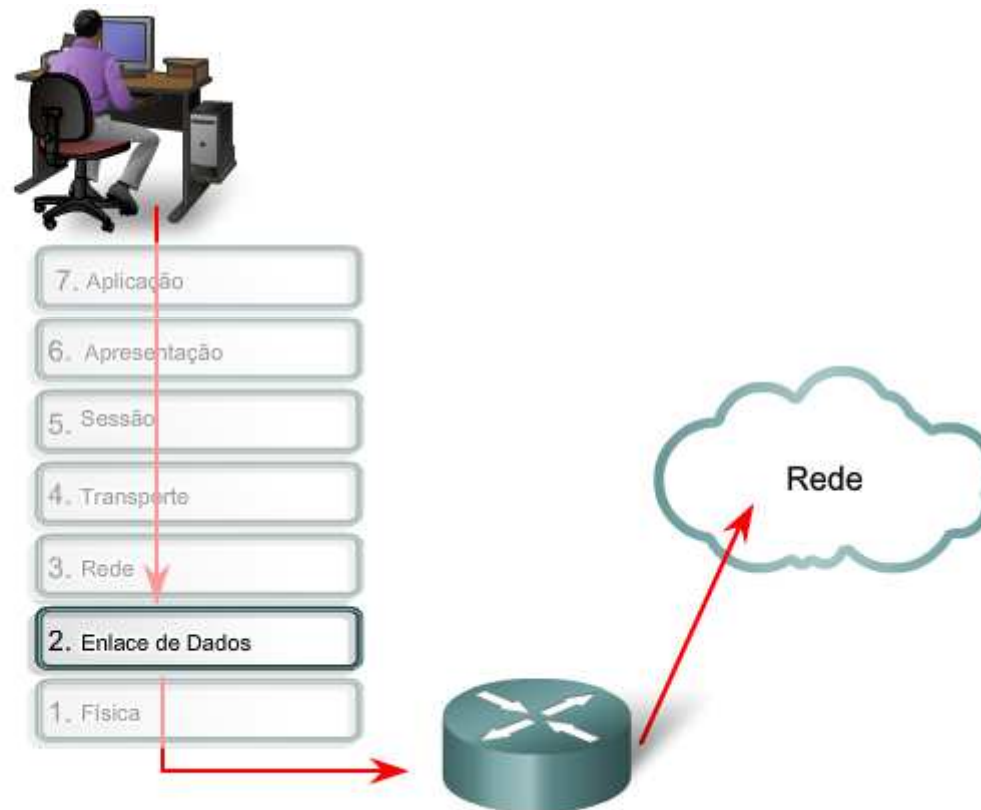 7. Aplicação
6. Apresentação
5. Sessão
4. Transporte
3. Rede
2. Enlace de Dados
1. Física
Rede